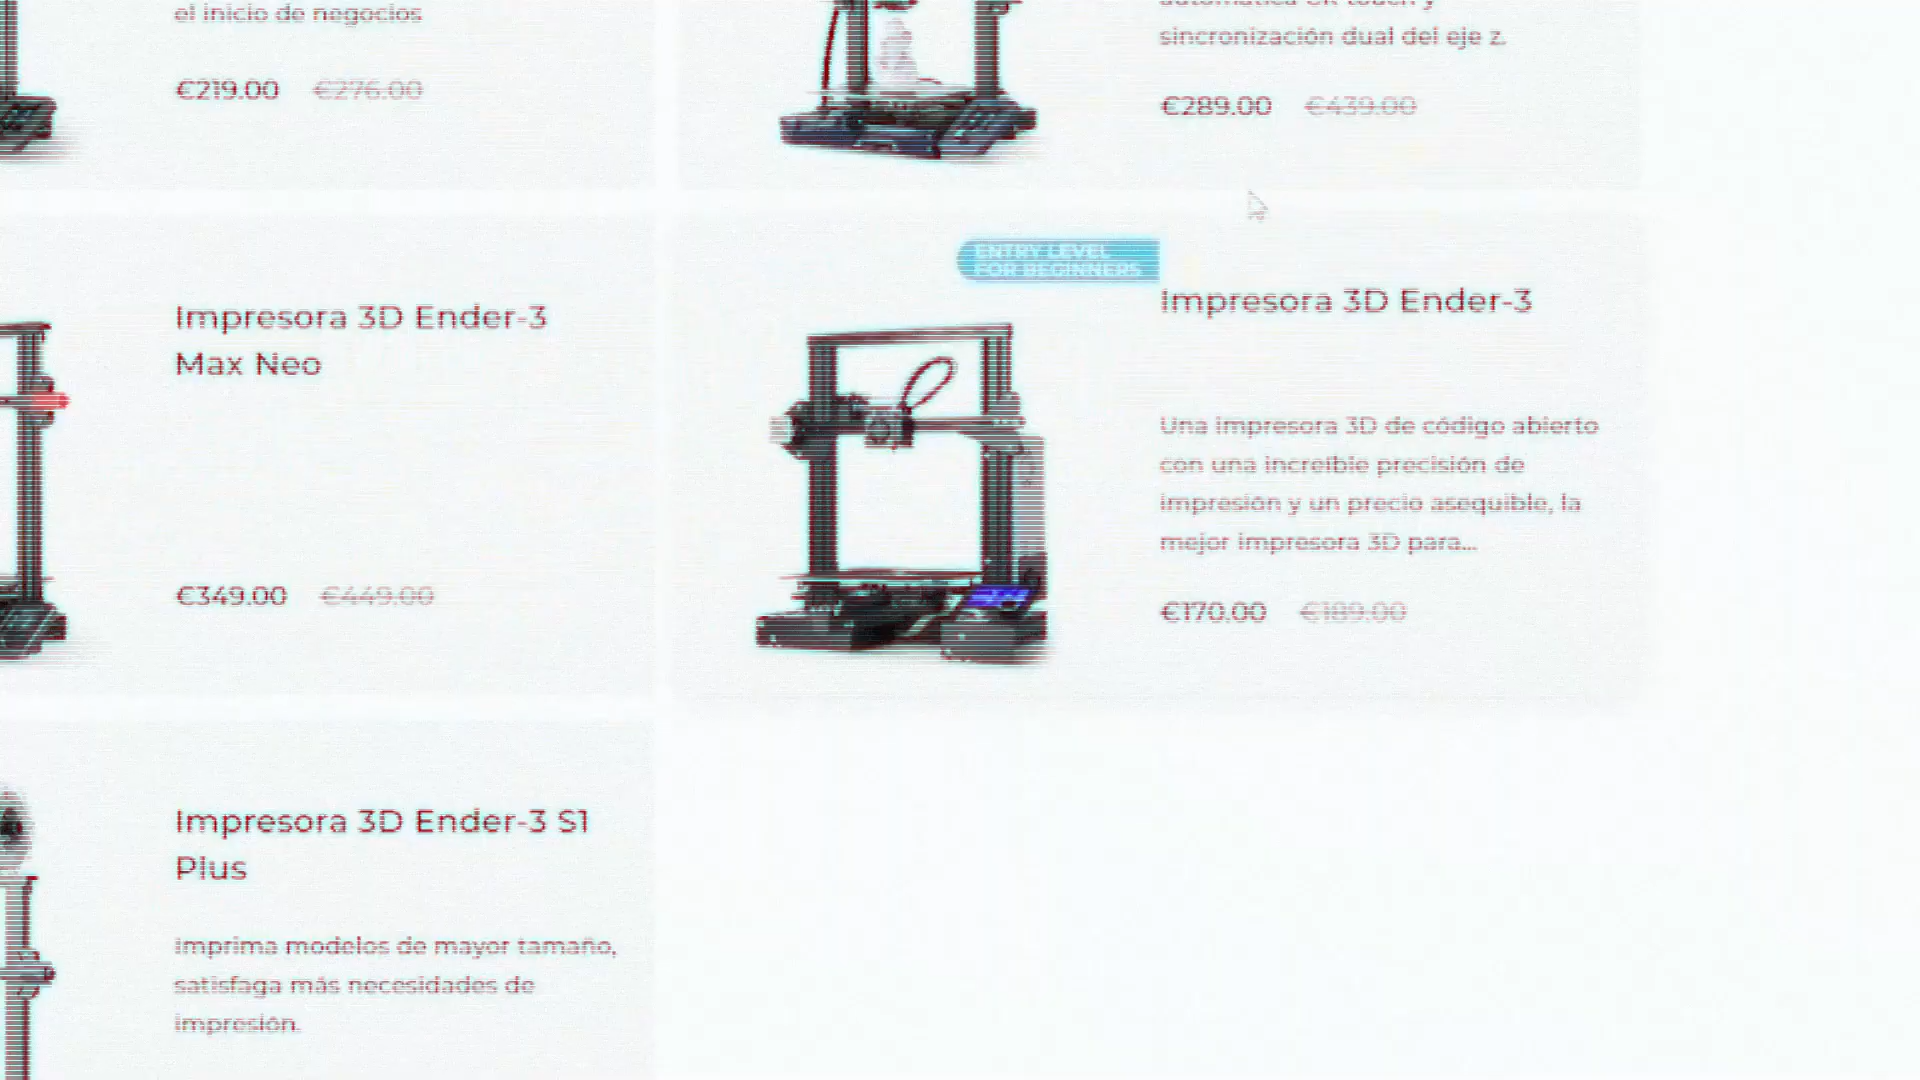 el inicio de negocios
€219.00 €276.00
sincronización dual del eje z.
€289.00 €439.00
Impresora 3D Ender-3
Max Neo
€349.00 €449.00
ENTRY LEVEL
FOR BEGINNERS
Impresora 3D Ender-3
Una impresora 3D de código abierto
con una increíble precisión de
impresión y un precio asequible, la
mejor impresora 3D para...
€170.00 €189.00
Impresora 3D Ender-3 S1
Plus
Imprima modelos de mayor tamaño,
satisfaga más necesidades de
impresión.